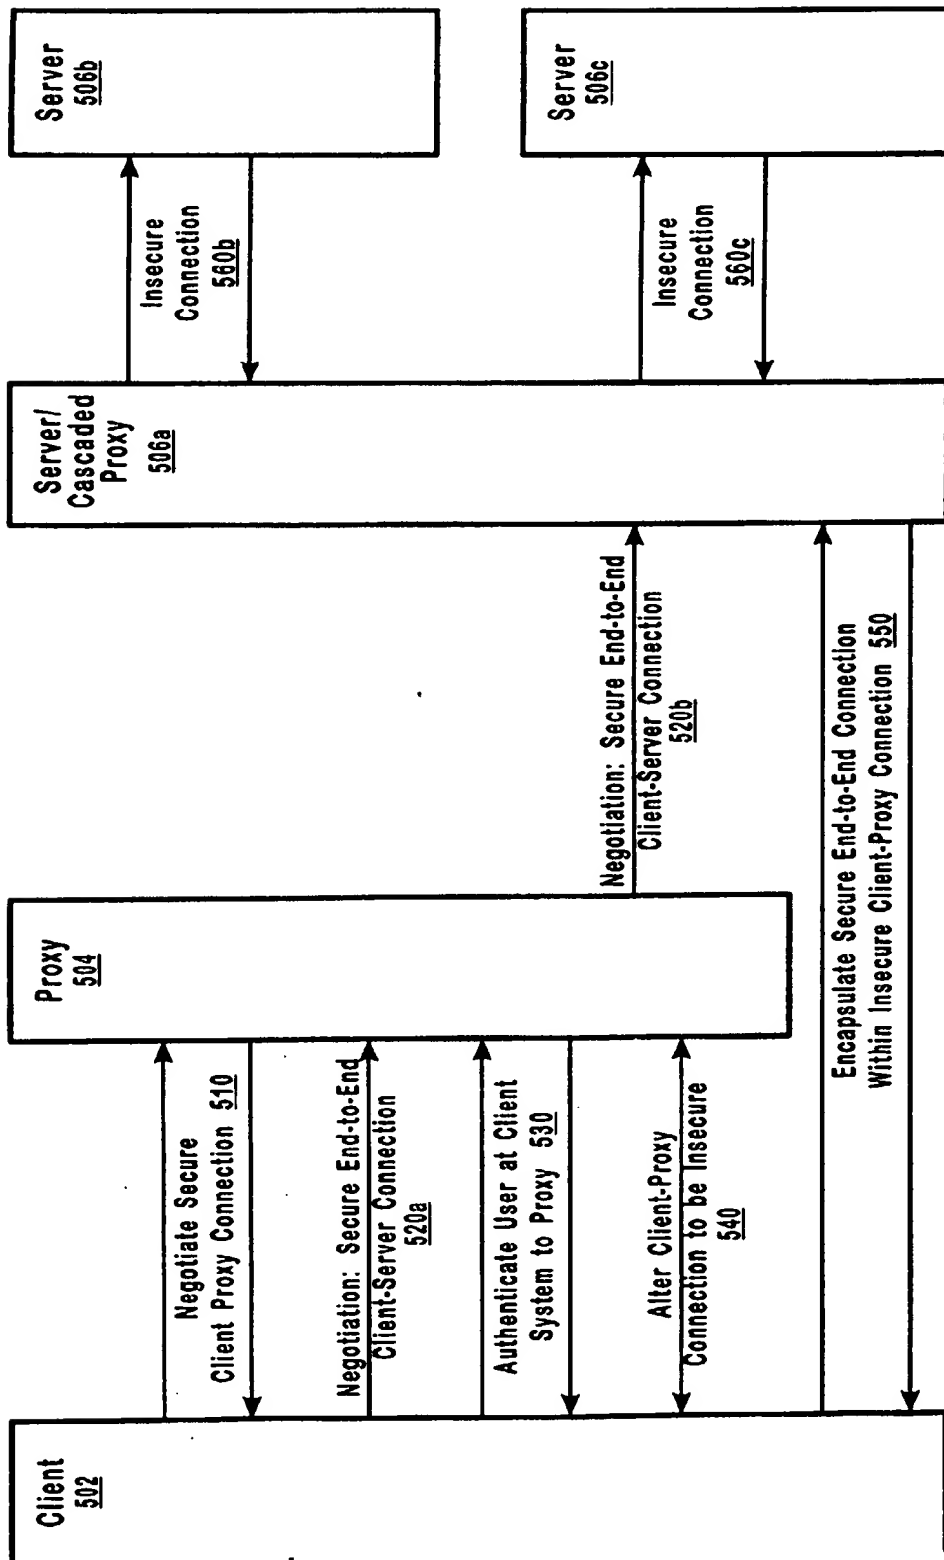 Client
502
Proxy
504
Server/
Cascaded
Proxy
506a
Server
506b
Server
506c
Negotiate Secure
Client Proxy Connection 510
Negotiation: Secure End-to-End
Client-Server Connection
520a
Authenticate User at Client
System to Proxy 530
Alter Client-Proxy
Connection to be Insecure
540
Negotiation: Secure End-to-End
Client-Server Connection
520b
Encapsulate Secure End-to-End Connection
Within Insecure Client-Proxy Connection 550
Insecure
Connection
560b
Insecure
Connection
560c